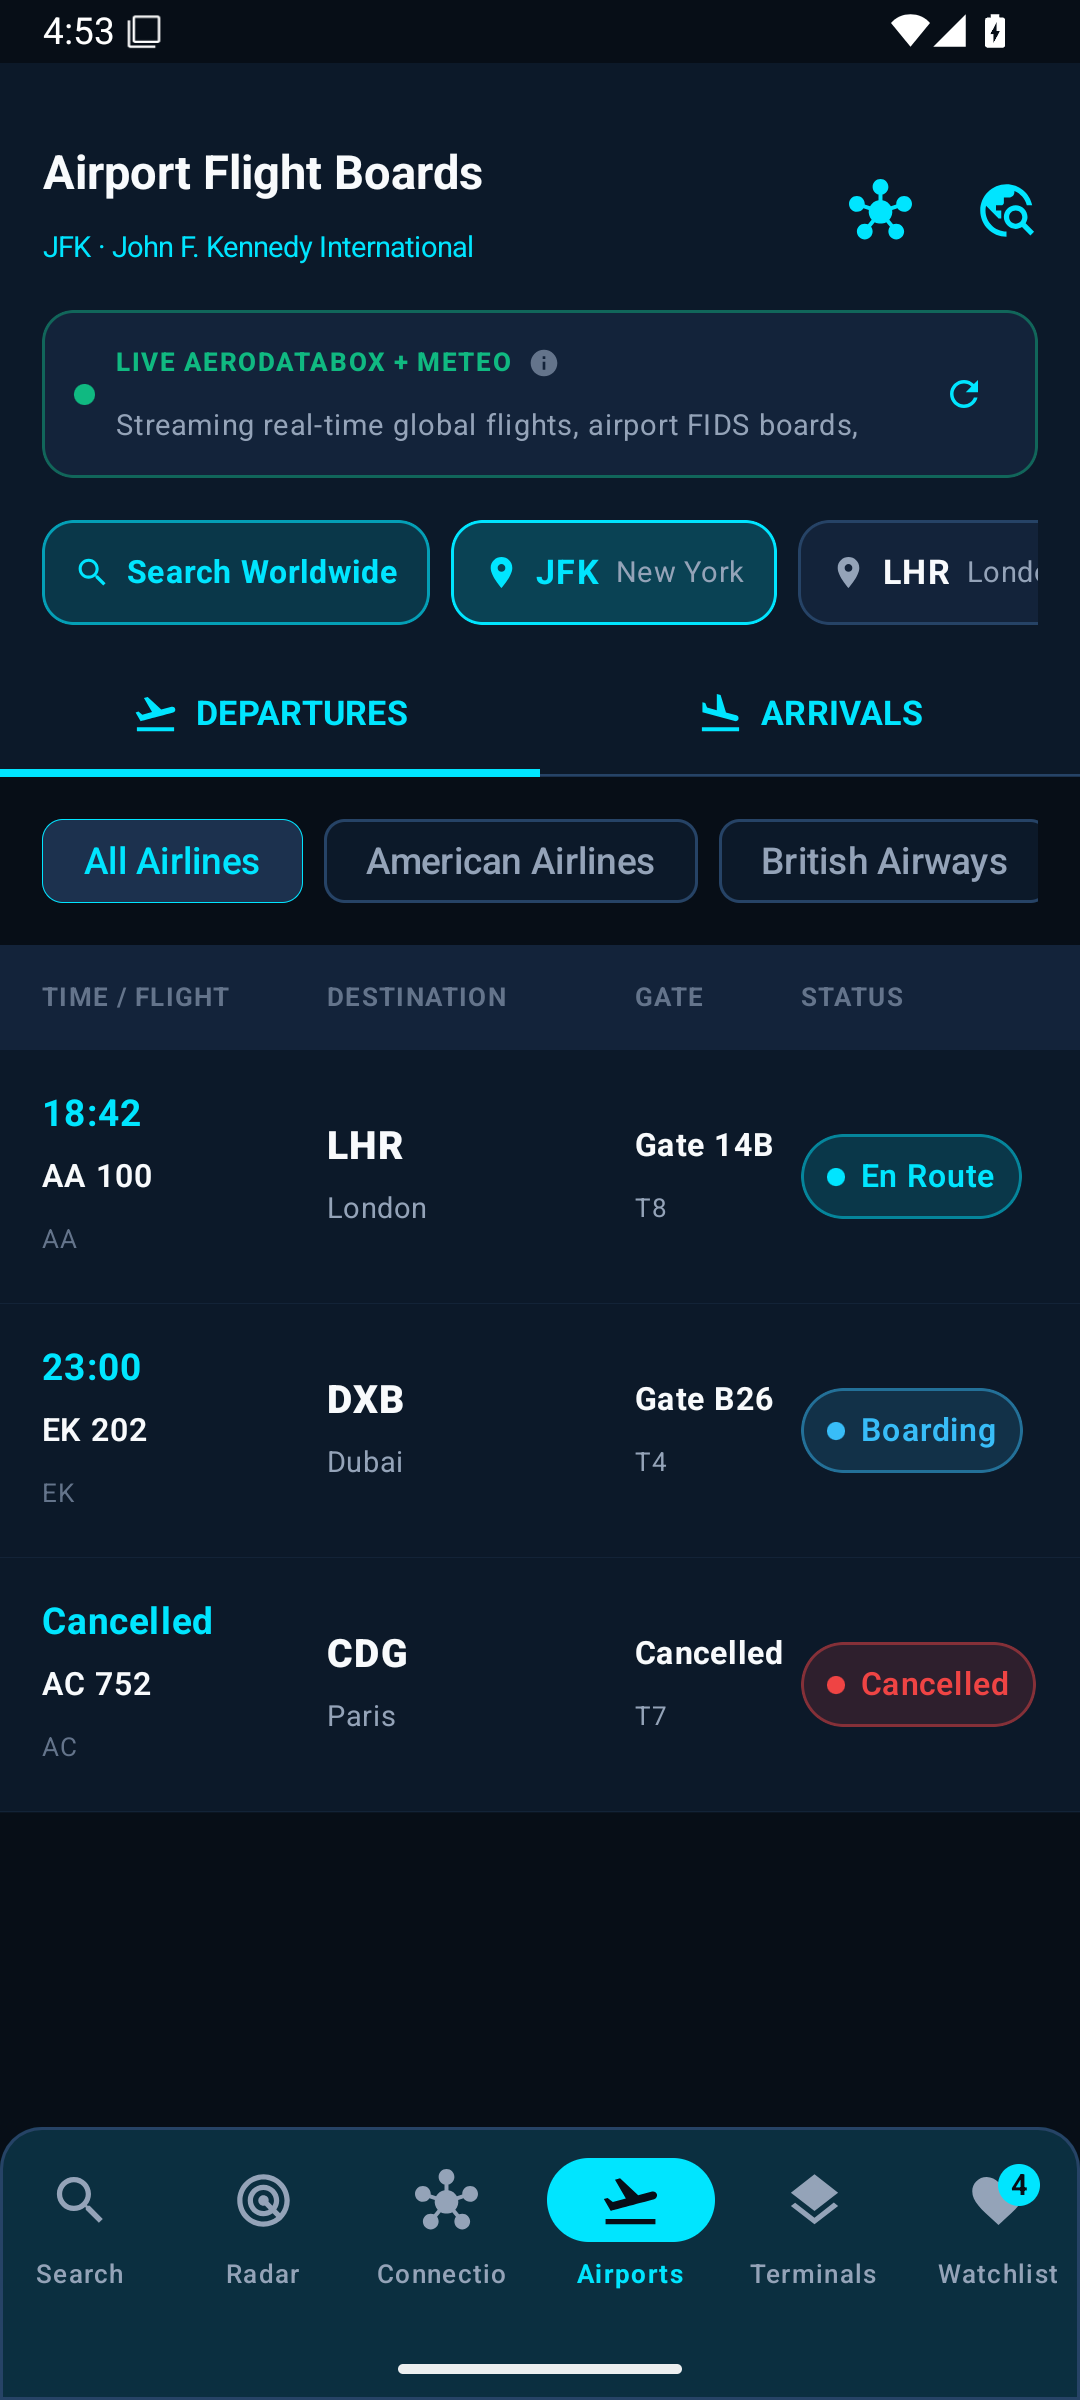 4:53
Airport Flight Boards
JFK · John F. Kennedy International
LIVE AERODATABOX + METEO
Streaming real-time global flights, airport FIDS boards,
Search Worldwide
JFK New York
LHR
DEPARTURES
ARRIVALS
All Airlines
American Airlines
British Airways
TIME / FLIGHT
DESTINATION
GATE
STATUS
18:42
AA 100
AA
LHR
London
Gate 14B
T8
En Route
23:00
EK 202
EK
DXB
Dubai
Gate B26
T4
Boarding
Cancelled
AC 752
AC
CDG
Paris
Cancelled
T7
Cancelled
4
Search
Radar
Connectio
Airports
Terminals
Watchlist